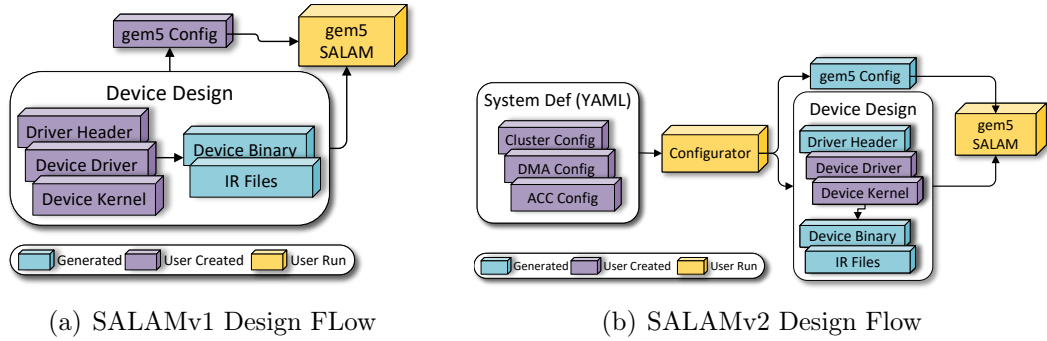 gem5 Config
gem5
SALAM
Device Design
Driver Header
Device Driver
Device Kernel
Device Binary
IR Files
Generated
User Created
User Run
(a) SALAMv1 Design FLow
System Def (YAML)
Cluster Config
DMA Config
ACC Config
Configurator
gem5 Config
Device Design
Driver Header
Device Driver
Device Kernel
Device Binary
IR Files
gem5
SALAM
Generated
User Created
User Run
(b) SALAMv2 Design Flow